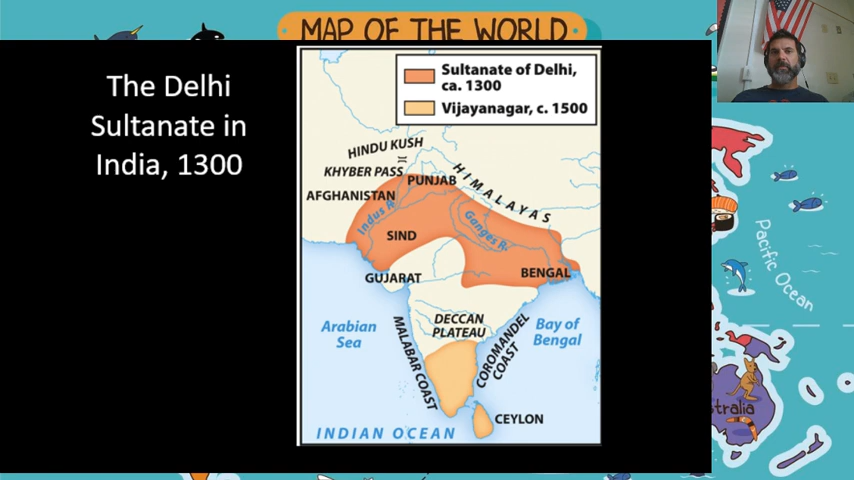 MAP OF THE WORLD
The Delhi
Sultanate in
India, 1300
Sultanate of Delhi,
ca. 1300
Vijayanagar, c. 1500
HINDU KUSH
KHYBER PASS
PUNJAB
HIMALAYAS
AFGHANISTAN
Indus R.
Ganges R.
SIND
GUJARAT
BENGAL
Arabian
Sea
DECCAN
PLATEAU
MALABAR COAST
COROMANDEL
COAST
Bay of
Bengal
CEYLON
INDIAN OCEAN
Pacific
Ocean
tralia